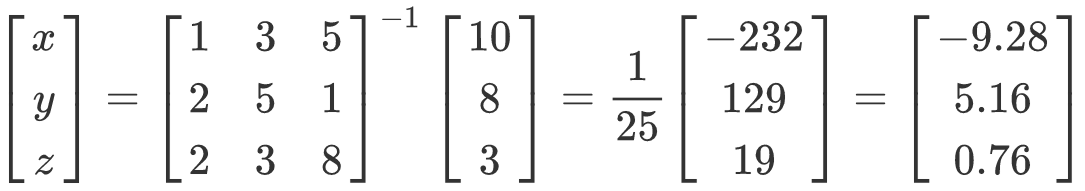 [x y z] = [1 3 5; 2 5 1; 2 3 8]^−1 [10 8 3] = 1/25 [−232 129 19] = [−9.28 5.16 0.76]